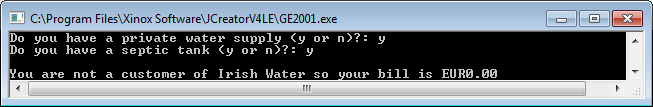 C:\Program Files\Xinox Software\JCreatorV4LE\GE2001.exe
Do you have a private water supply (y or n)?: y
Do you have a septic tank (y or n)?: y
You are not a customer of Irish Water so your bill is EUR0.00